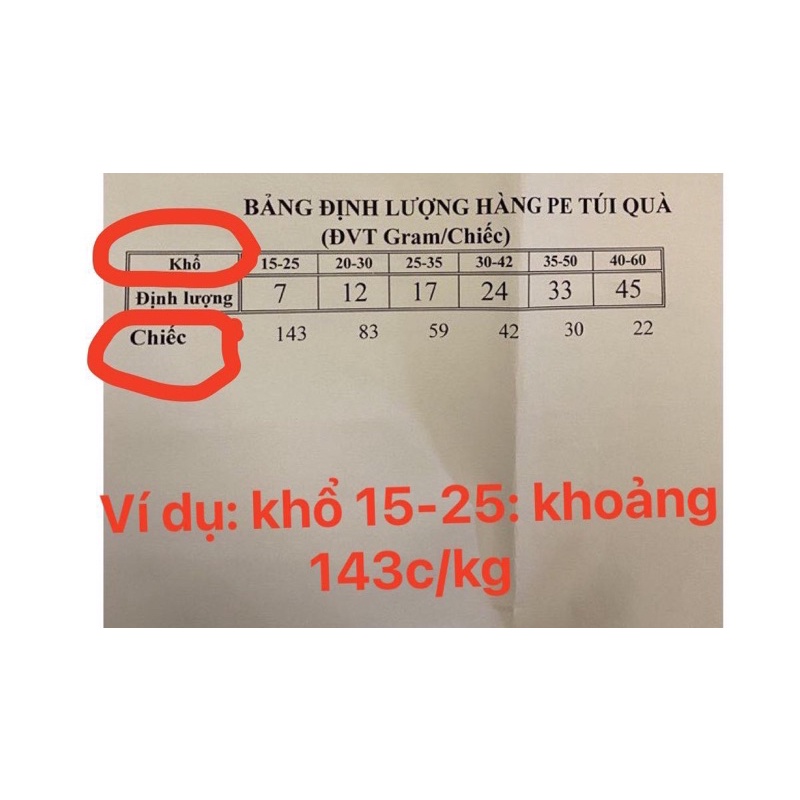 BẢNG ĐỊNH LƯỢNG HÀNG PE TÚI QUÀ
(ĐVT Gram/Chiếc)
Khổ 15-25 20-30 25-35 30-42 35-50 40-60
Định lượng 7 12 17 24 33 45
Chiếc 143 83 59 42 30 22
Ví dụ: khổ 15-25: khoảng
143c/kg